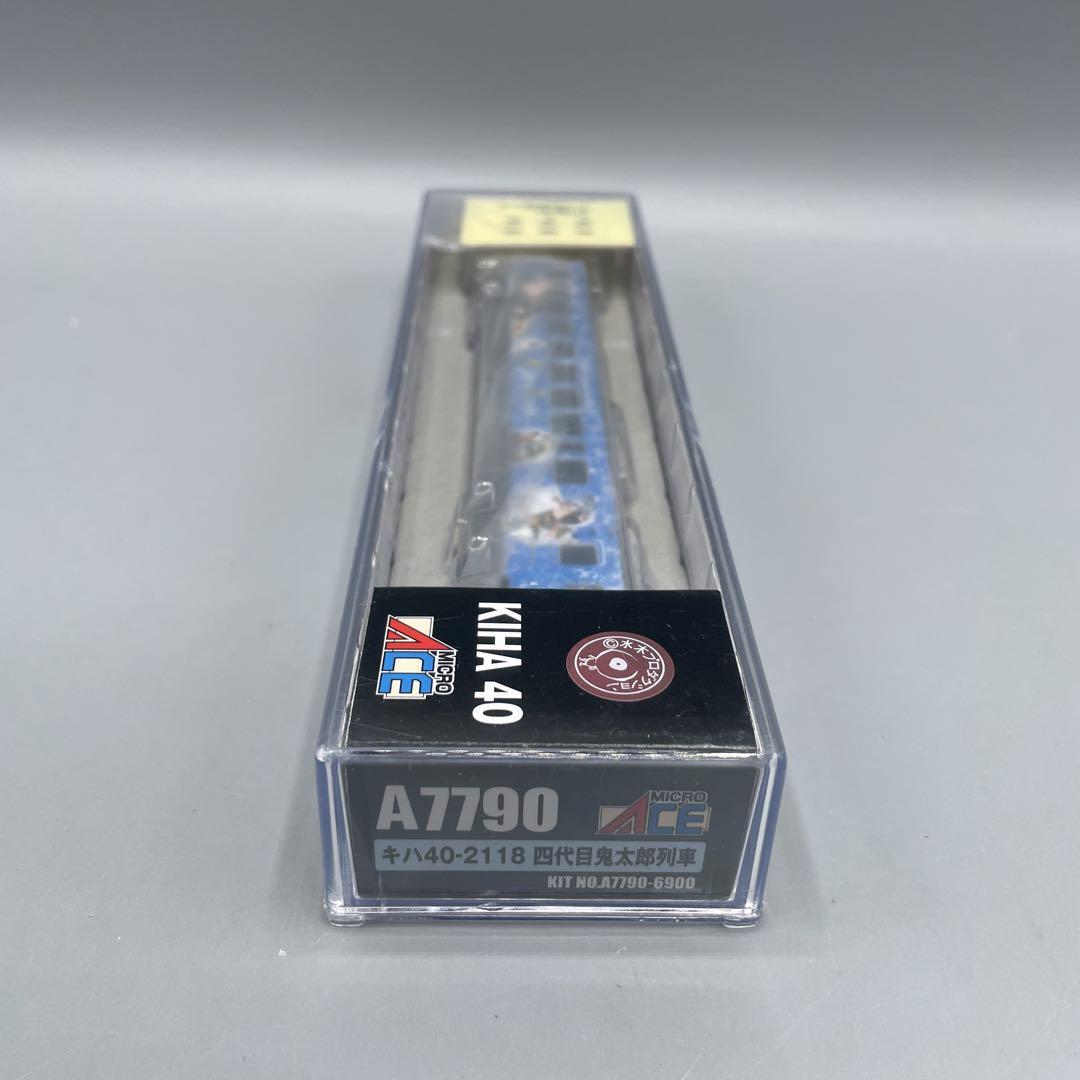 KIHA 40
MICRO
ACE
©水木プロダクション
A7790
MICRO
ACE
キハ40-2118 四代目鬼太郎列車
KIT NO.A7790-6900